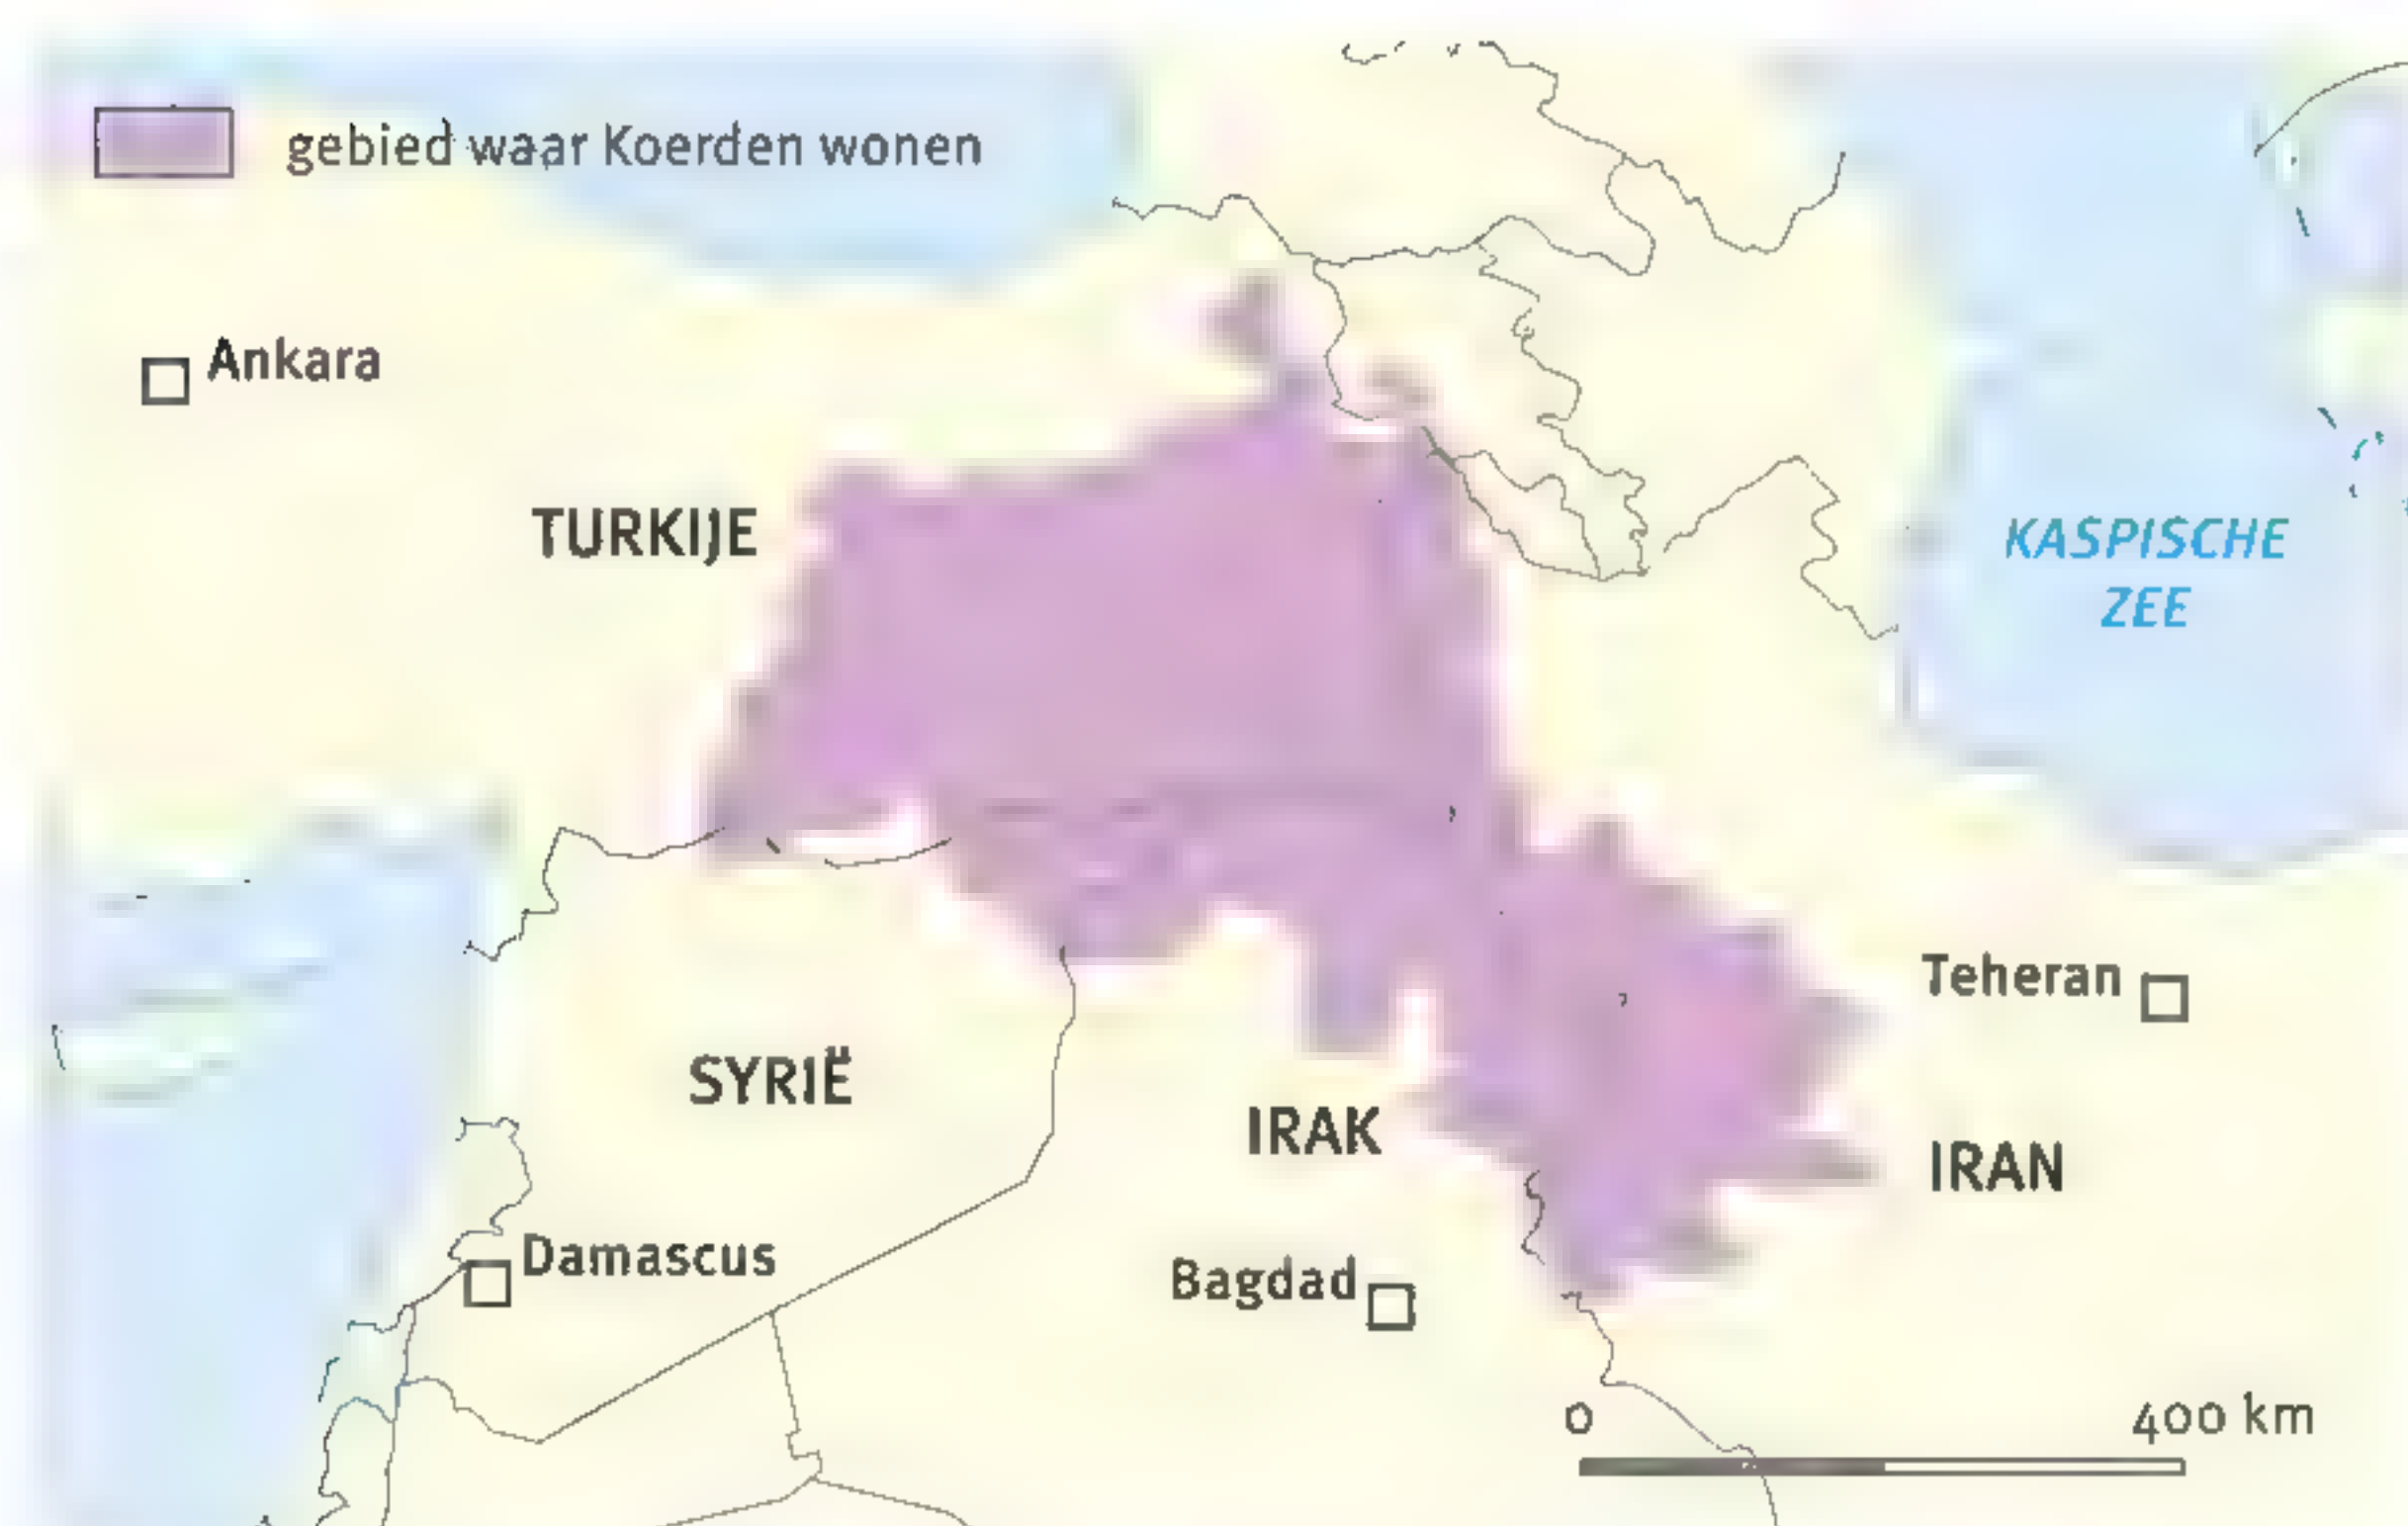 gebied waar Koerden wonen
Ankara
TURKIJE
KASPISCHE
ZEE
Teheran
SYRIË
IRAK
IRAN
Damascus
Bagdad
0 400 km